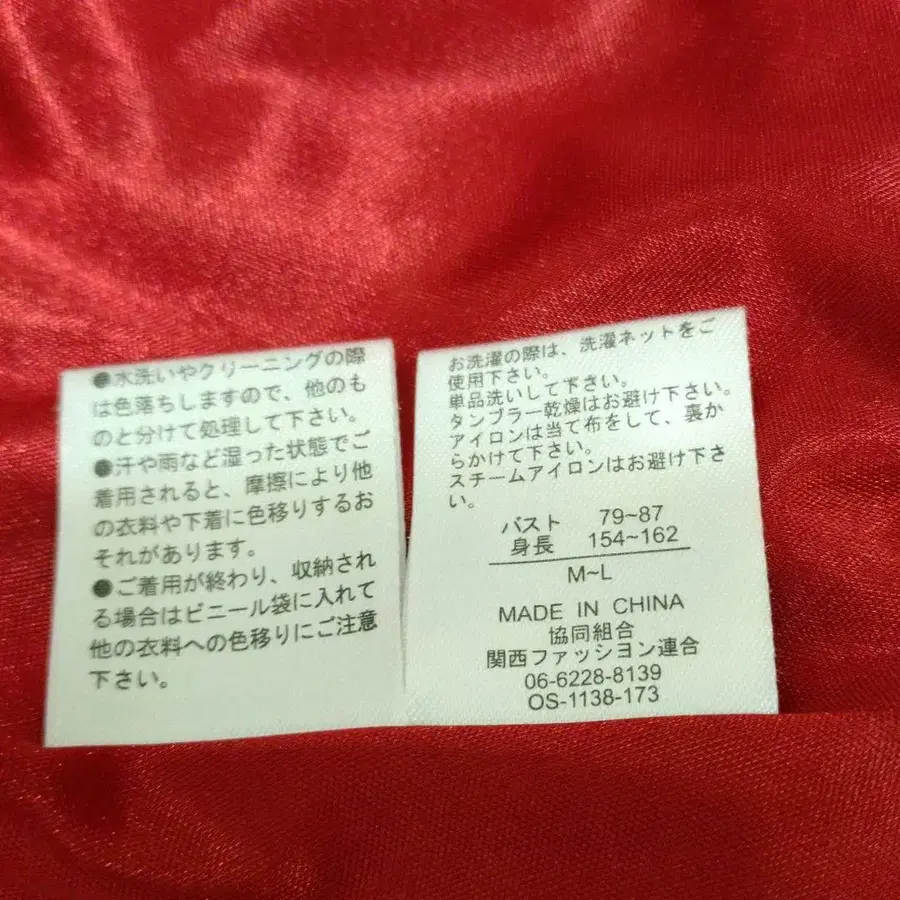 ●水洗いやクリーニングの際
は色落ちしますので、他のも
のと分けて処理して下さい。
●汗や雨など湿った状態でご
着用されると、摩擦により他
の衣料や下着に色移りするお
それがあります。
●ご着用が終わり、収納され
る場合はビニール袋に入れて
他の衣料への色移りにご注意
下さい。
お洗濯の際は、洗濯ネットをご
使用下さい。
単品洗いして下さい。
タンブラー乾燥はお避け下さい。
アイロンは当て布をして、裏か
らかけて下さい。
スチームアイロンはお避け下さ
い。
バスト 79~87
身長 154~162
M~L
MADE IN CHINA
協同組合
関西ファッション連合
06-6228-8139
OS-1138-173